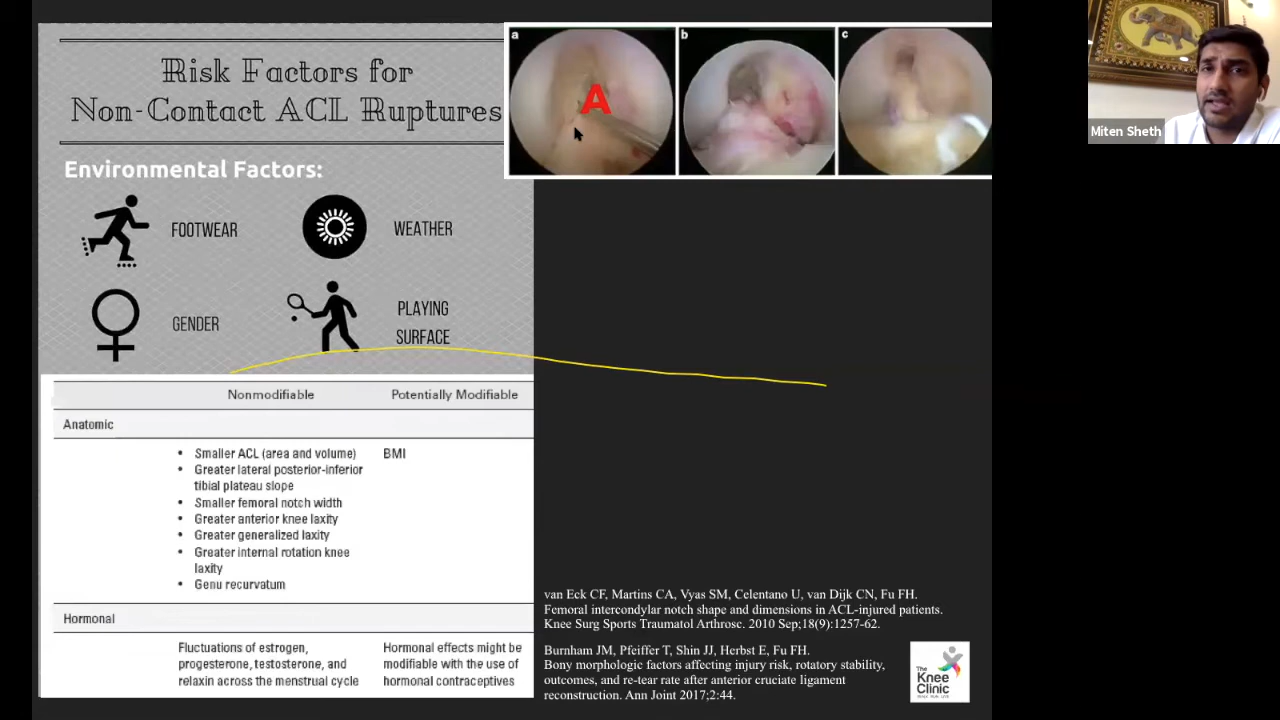 Risk Factors for
Non-Contact ACL Ruptures
Environmental Factors:
FOOTWEAR
WEATHER
GENDER
PLAYING
SURFACE
a
A
b
c
Miten Sheth
Nonmodifiable Potentially Modifiable
Anatomic
• Smaller ACL (area and volume) BMI
• Greater lateral posterior-inferior
tibial plateau slope
• Smaller femoral notch width
• Greater anterior knee laxity
• Greater generalized laxity
• Greater internal rotation knee
laxity
• Genu recurvatum
Hormonal
Fluctuations of estrogen,
progesterone, testosterone, and
relaxin across the menstrual cycle
Hormonal effects might be
modifiable with the use of
hormonal contraceptives
van Eck CF, Martins CA, Vyas SM, Celentano U, van Dijk CN, Fu FH.
Femoral intercondylar notch shape and dimensions in ACL-injured patients.
Knee Surg Sports Traumatol Arthrosc. 2010 Sep;18(9):1257-62.
Burnham JM, Pfeiffer T, Shin JJ, Herbst E, Fu FH.
Bony morphologic factors affecting injury risk, rotatory stability,
outcomes, and re-tear rate after anterior cruciate ligament
reconstruction. Ann Joint 2017;2:44.
The
Knee
Clinic